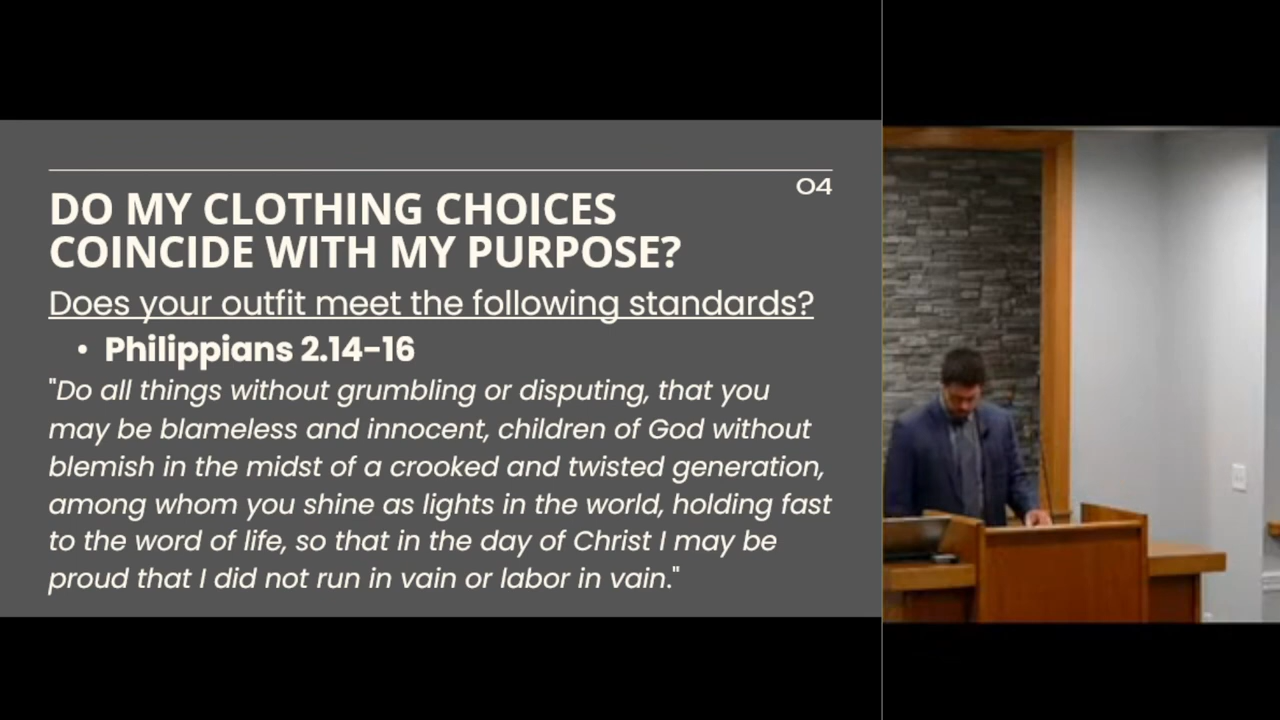 04
DO MY CLOTHING CHOICES
COINCIDE WITH MY PURPOSE?
Does your outfit meet the following standards?
• Philippians 2.14-16
"Do all things without grumbling or disputing, that you
may be blameless and innocent, children of God without
blemish in the midst of a crooked and twisted generation,
among whom you shine as lights in the world, holding fast
to the word of life, so that in the day of Christ I may be
proud that I did not run in vain or labor in vain."